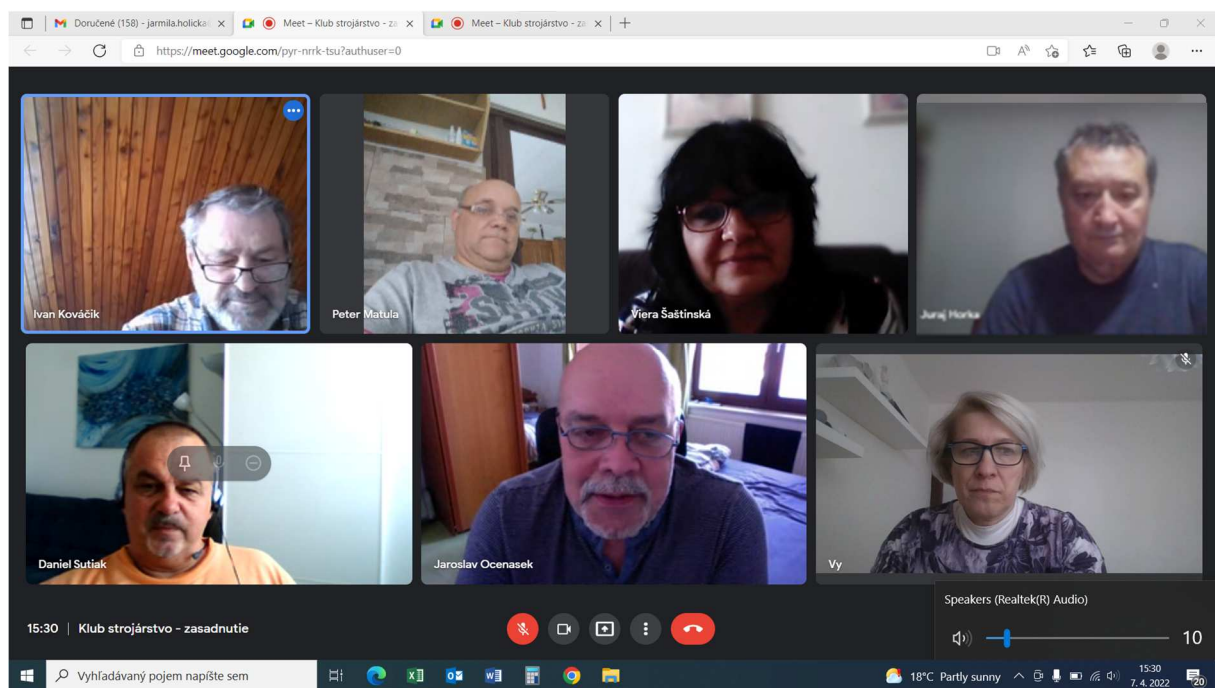 Doručené (158) - jarmila.holicka
Meet – Klub strojárstvo - za
Meet – Klub strojárstvo - za
https://meet.google.com/pyr-nrrk-tsu?authuser=0
Ivan Kováčik
Peter Matula
Viera Šaštinská
Juraj Horka
Daniel Sutiak
Jaroslav Ocenasek
Vy
15:30 | Klub strojárstvo - zasadnutie
Speakers (Realtek(R) Audio)
10
Vyhľadávaný pojem napíšte sem
18°C Partly sunny
15:30
7. 4. 2022
20